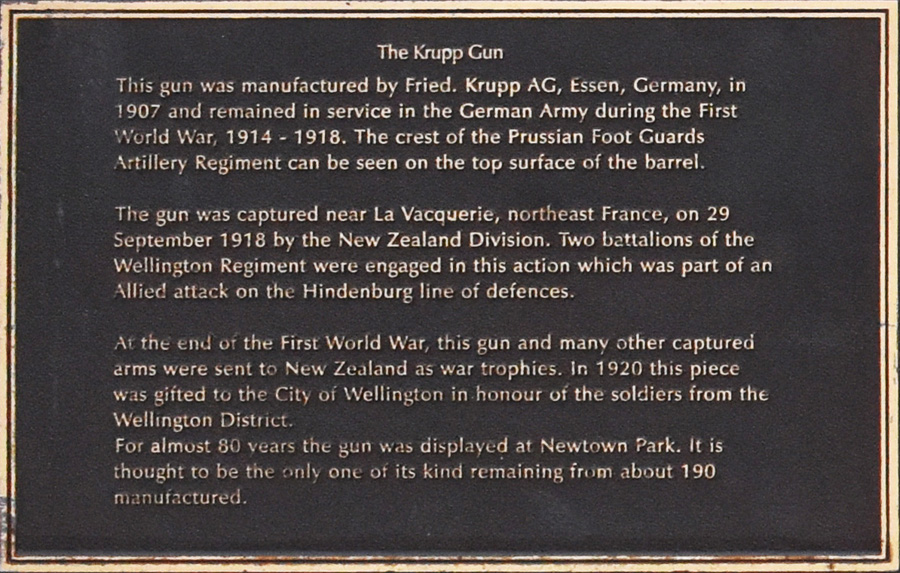 The Krupp Gun
This gun was manufactured by Fried. Krupp AG, Essen, Germany, in
1907 and remained in service in the German Army during the First
World War, 1914 - 1918. The crest of the Prussian Foot Guards
Artillery Regiment can be seen on the top surface of the barrel.
The gun was captured near La Vacquerie, northeast France, on 29
September 1918 by the New Zealand Division. Two battalions of the
Wellington Regiment were engaged in this action which was part of an
Allied attack on the Hindenburg line of defences.
At the end of the First World War, this gun and many other captured
arms were sent to New Zealand as war trophies. In 1920 this piece
was gifted to the City of Wellington in honour of the soldiers from the
Wellington District.
For almost 80 years the gun was displayed at Newtown Park. It is
thought to be the only one of its kind remaining from about 190
manufactured.